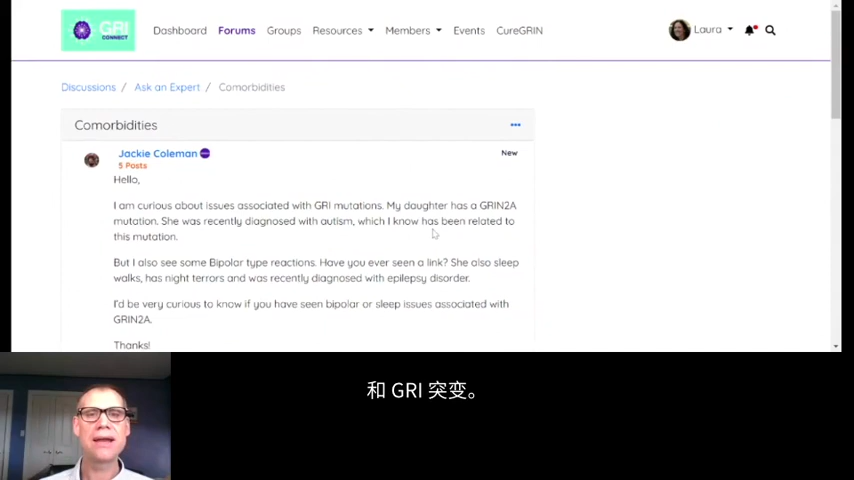 GRI
CONNECT
Dashboard Forums Groups Resources Members Events CureGRIN Laura
Discussions / Ask an Expert / Comorbidities
Comorbidities
Jackie Coleman New
5 Posts
Hello,
I am curious about issues associated with GRI mutations. My daughter has a GRIN2A
mutation. She was recently diagnosed with autism, which I know has been related to
this mutation.
But I also see some Bipolar type reactions. Have you ever seen a link? She also sleep
walks, has night terrors and was recently diagnosed with epilepsy disorder.
I'd be very curious to know if you have seen bipolar or sleep issues associated with
GRIN2A.
Thanks!
和 GRI 突变。